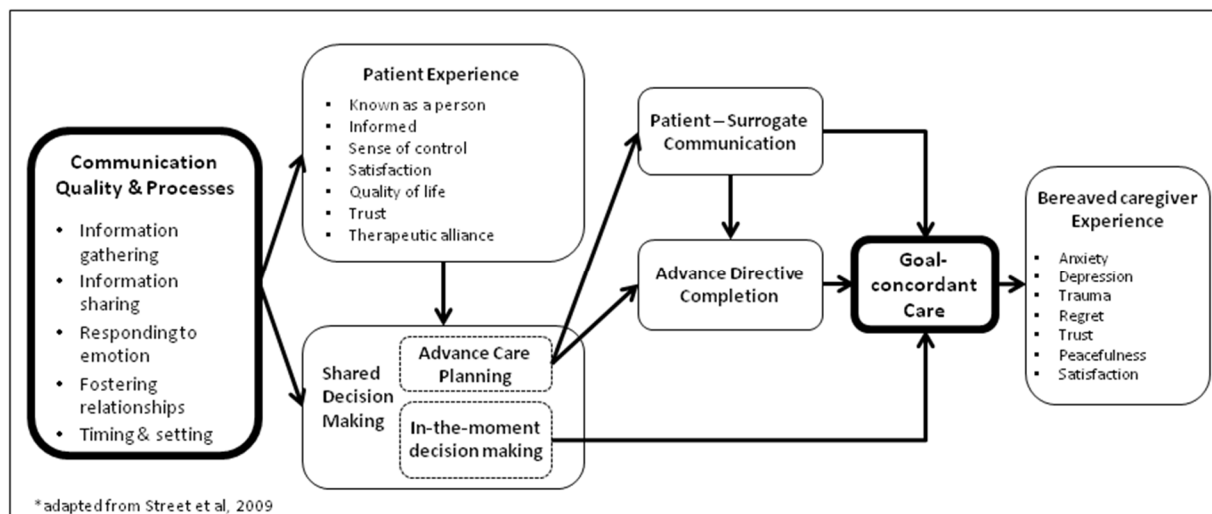 Communication
Quality & Processes
• Information
gathering
• Information
sharing
• Responding to
emotion
• Fostering
relationships
• Timing & setting
Patient Experience
▪ Known as a person
▪ Informed
▪ Sense of control
▪ Satisfaction
▪ Quality of life
▪ Trust
▪ Therapeutic alliance
Shared
Decision
Making
Advance Care
Planning
In-the-moment
decision making
Patient – Surrogate
Communication
Advance Directive
Completion
Goal-
concordant
Care
Bereaved caregiver
Experience
▪ Anxiety
▪ Depression
▪ Trauma
▪ Regret
▪ Trust
▪ Peacefulness
▪ Satisfaction
*adapted from Street et al, 2009